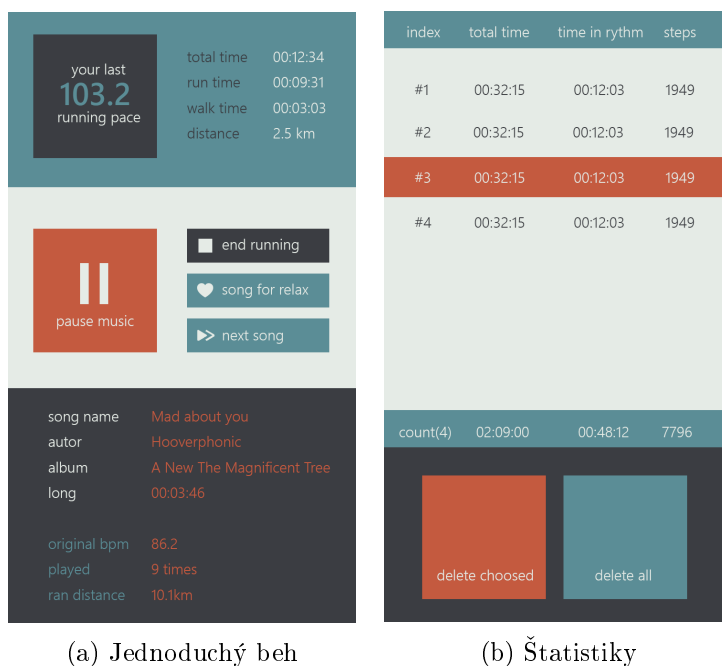 your last
103.2
running pace
total time 00:12:34
run time 00:09:31
walk time 00:03:03
distance 2.5 km
pause music
end running
song for relax
next song
song name Mad about you
autor Hooverphonic
album A New The Magnificent Tree
long 00:03:46
original bpm 86.2
played 9 times
ran distance 10.1km
(a) Jednoduchý beh
index total time time in rythm steps
#1 00:32:15 00:12:03 1949
#2 00:32:15 00:12:03 1949
#3 00:32:15 00:12:03 1949
#4 00:32:15 00:12:03 1949
count(4) 02:09:00 00:48:12 7796
delete choosed
delete all
(b) Štatistiky